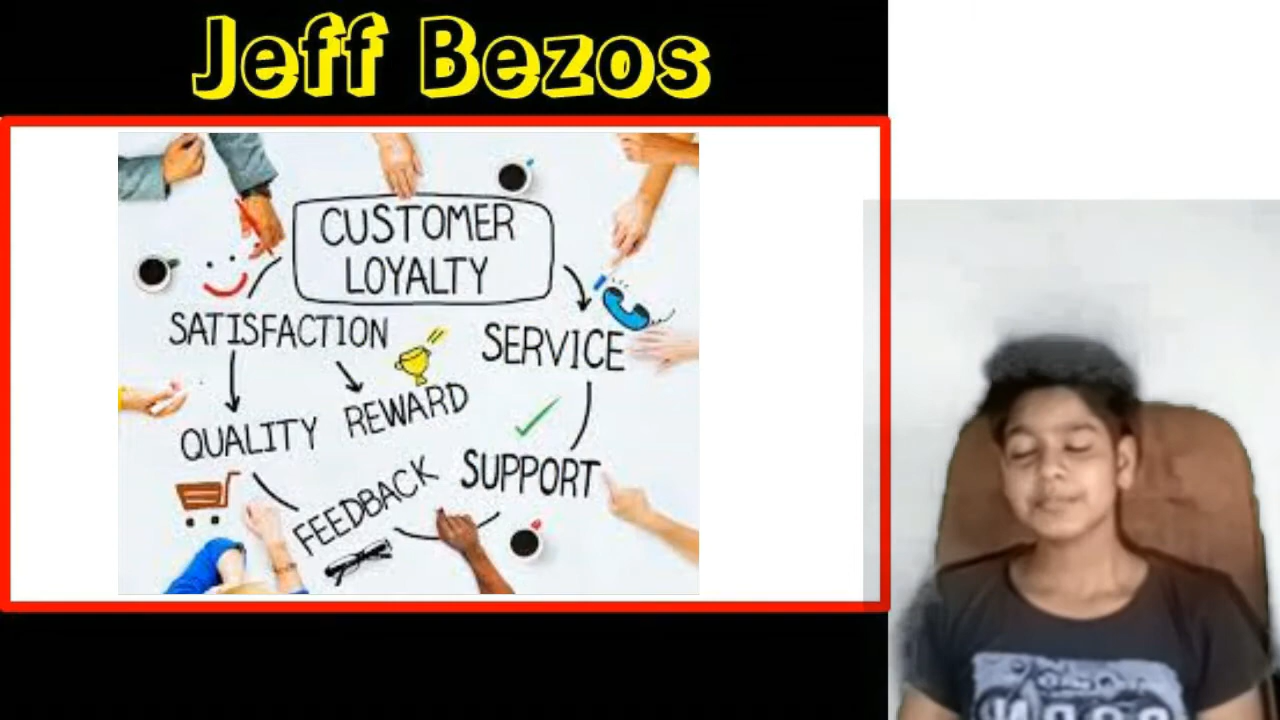 Jeff Bezos
CUSTOMER
LOYALTY
SATISFACTION
SERVICE
QUALITY
REWARD
FEEDBACK
SUPPORT